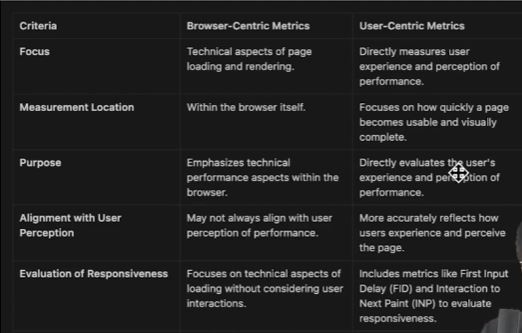 Criteria Browser-Centric Metrics User-Centric Metrics
Focus Technical aspects of page Directly measures user
loading and rendering. experience and perception of
performance.
Measurement Location Within the browser itself. Focuses on how quickly a page
becomes usable and visually
complete.
Purpose Emphasizes technical Directly evaluates the user's
performance aspects within the experience and perception of
browser. performance.
Alignment with User May not always align with user More accurately reflects how
Perception perception of performance. users experience and perceive
the page.
Evaluation of Responsiveness Focuses on technical aspects of Includes metrics like First Input
loading without considering user Delay (FID) and Interaction to
interactions. Next Paint (INP) to evaluate
responsiveness.